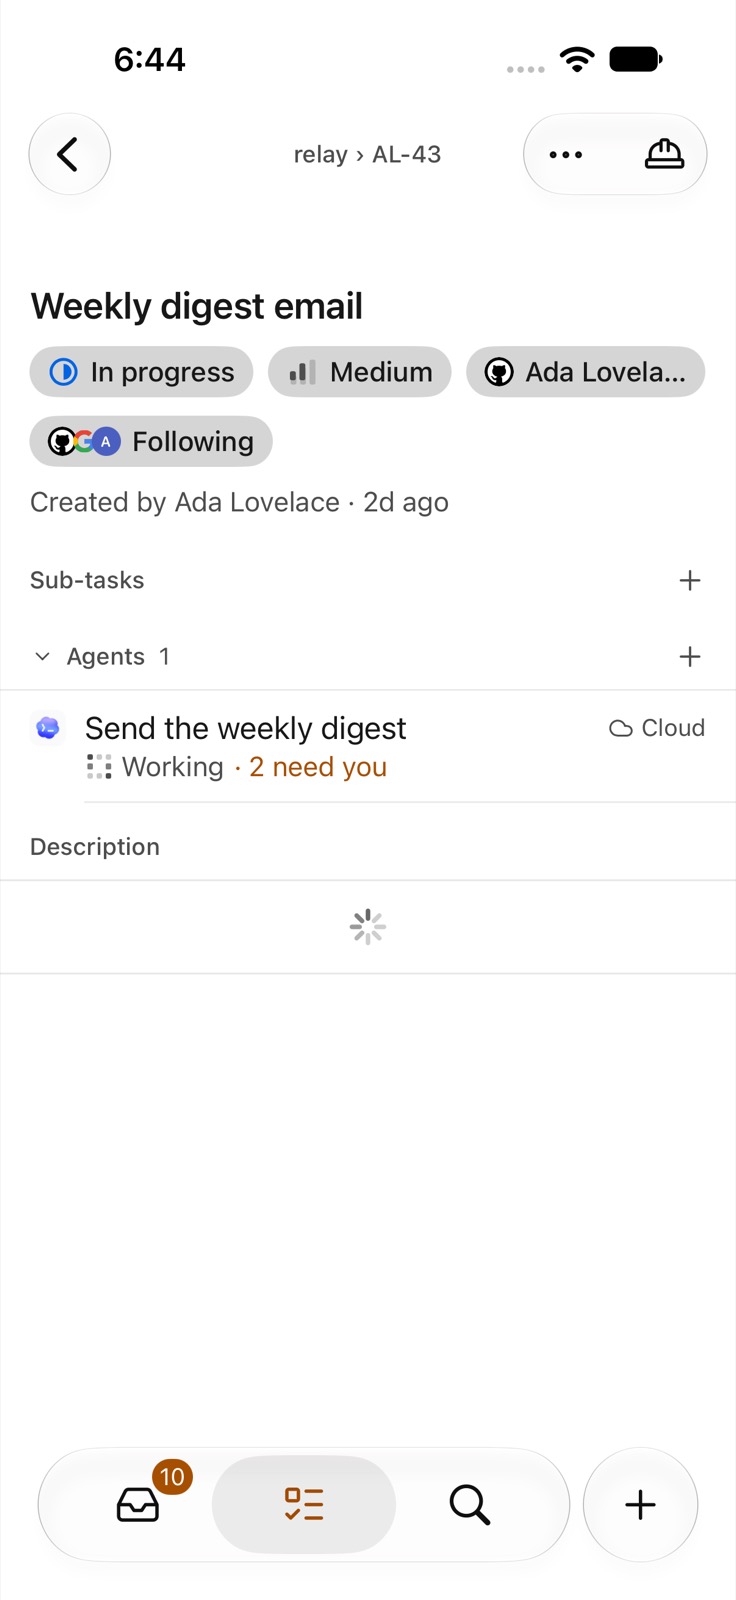 6:44
relay › AL-43
Weekly digest email
In progress
Medium
Ada Lovela...
A
Following
Created by Ada Lovelace · 2d ago
Sub-tasks
Agents 1
Send the weekly digest
Cloud
Working · 2 need you
Description
10